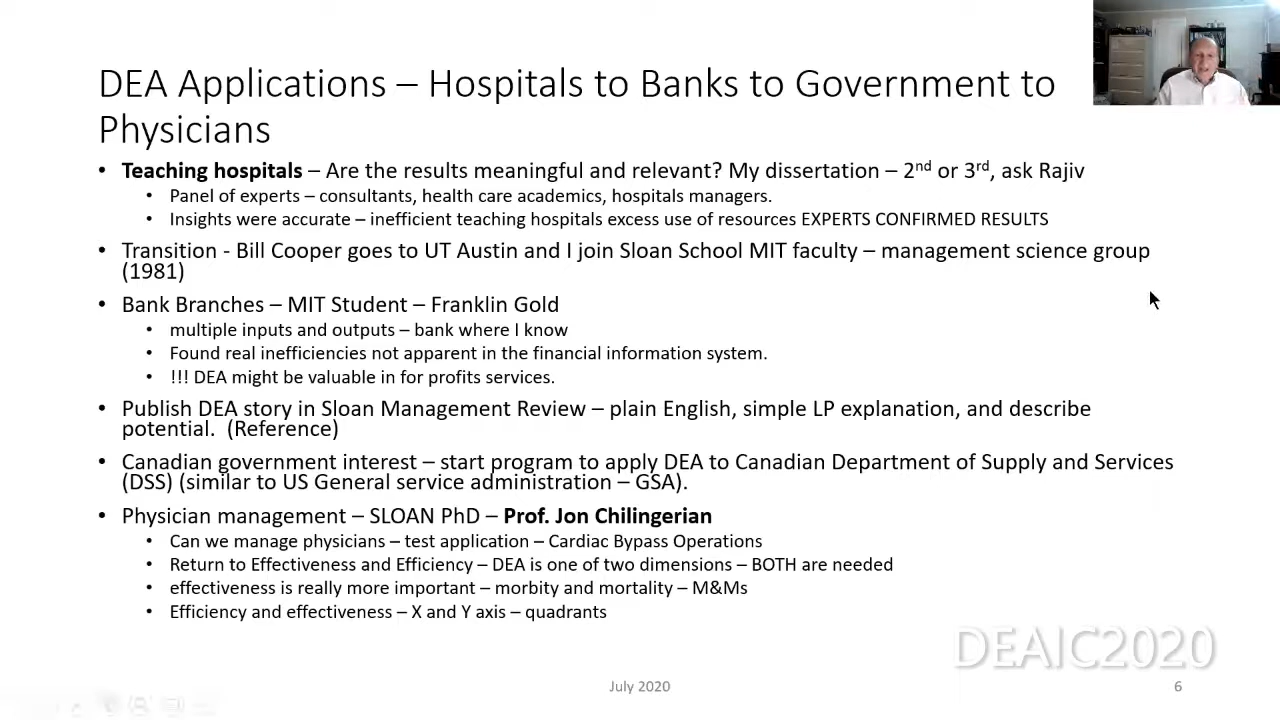 DEA Applications – Hospitals to Banks to Government to
Physicians
• Teaching hospitals – Are the results meaningful and relevant? My dissertation – 2nd or 3rd, ask Rajiv
• Panel of experts – consultants, health care academics, hospitals managers.
• Insights were accurate – inefficient teaching hospitals excess use of resources EXPERTS CONFIRMED RESULTS
• Transition - Bill Cooper goes to UT Austin and I join Sloan School MIT faculty – management science group
(1981)
• Bank Branches – MIT Student – Franklin Gold
• multiple inputs and outputs – bank where I know
• Found real inefficiencies not apparent in the financial information system.
• !!! DEA might be valuable in for profits services.
• Publish DEA story in Sloan Management Review – plain English, simple LP explanation, and describe
potential. (Reference)
• Canadian government interest – start program to apply DEA to Canadian Department of Supply and Services
(DSS) (similar to US General service administration – GSA).
• Physician management – SLOAN PhD – Prof. Jon Chilingerian
• Can we manage physicians – test application – Cardiac Bypass Operations
• Return to Effectiveness and Efficiency – DEA is one of two dimensions – BOTH are needed
• effectiveness is really more important – morbity and mortality – M&Ms
• Efficiency and effectiveness – X and Y axis – quadrants
DEAIC2020
July 2020
6